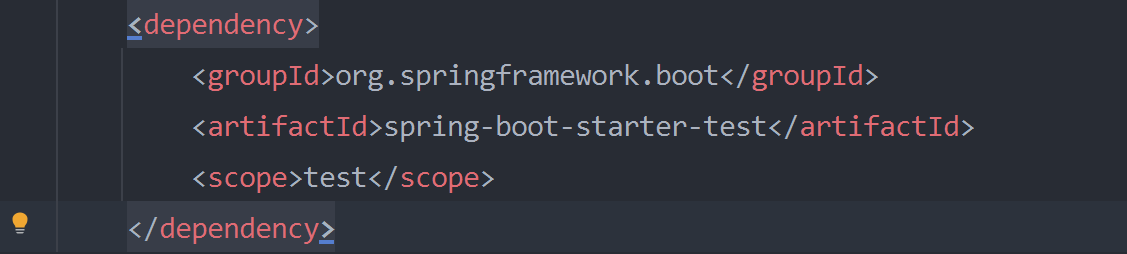 <dependency>
<groupId>org.springframework.boot</groupId>
<artifactId>spring-boot-starter-test</artifactId>
<scope>test</scope>
</dependency>